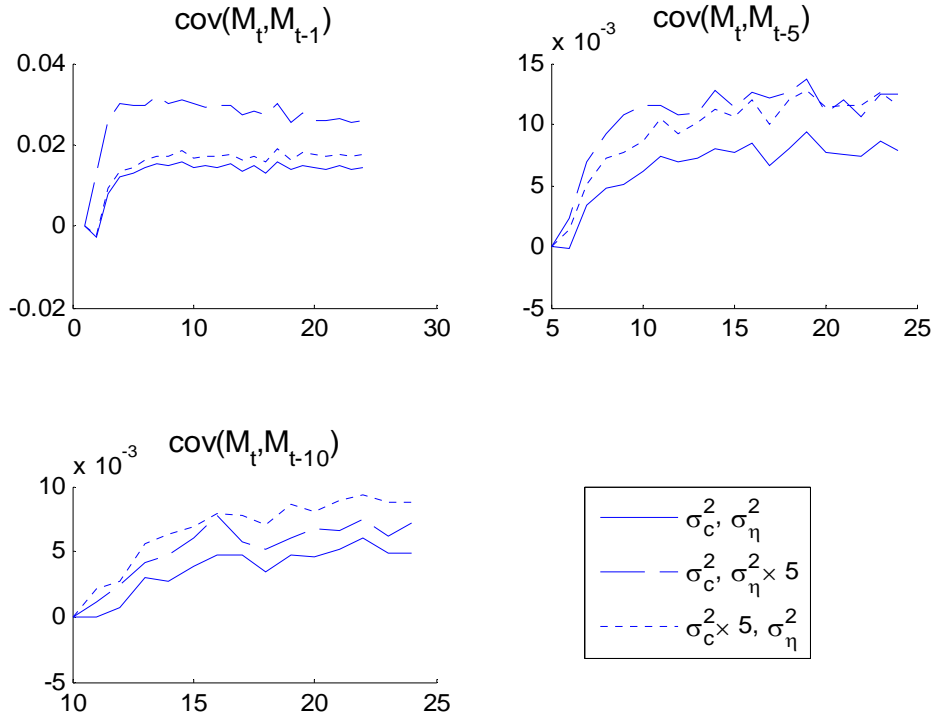 cov(M_t,M_{t-1})
0.04
0.02
0
-0.02
0 10 20 30
cov(M_t,M_{t-5})
x 10^{-3}
15
10
5
0
-5
5 10 15 20 25
cov(M_t,M_{t-10})
x 10^{-3}
10
5
0
-5
10 15 20 25
σ_c^2, σ_η^2
σ_c^2, σ_η^2× 5
σ_c^2× 5, σ_η^2